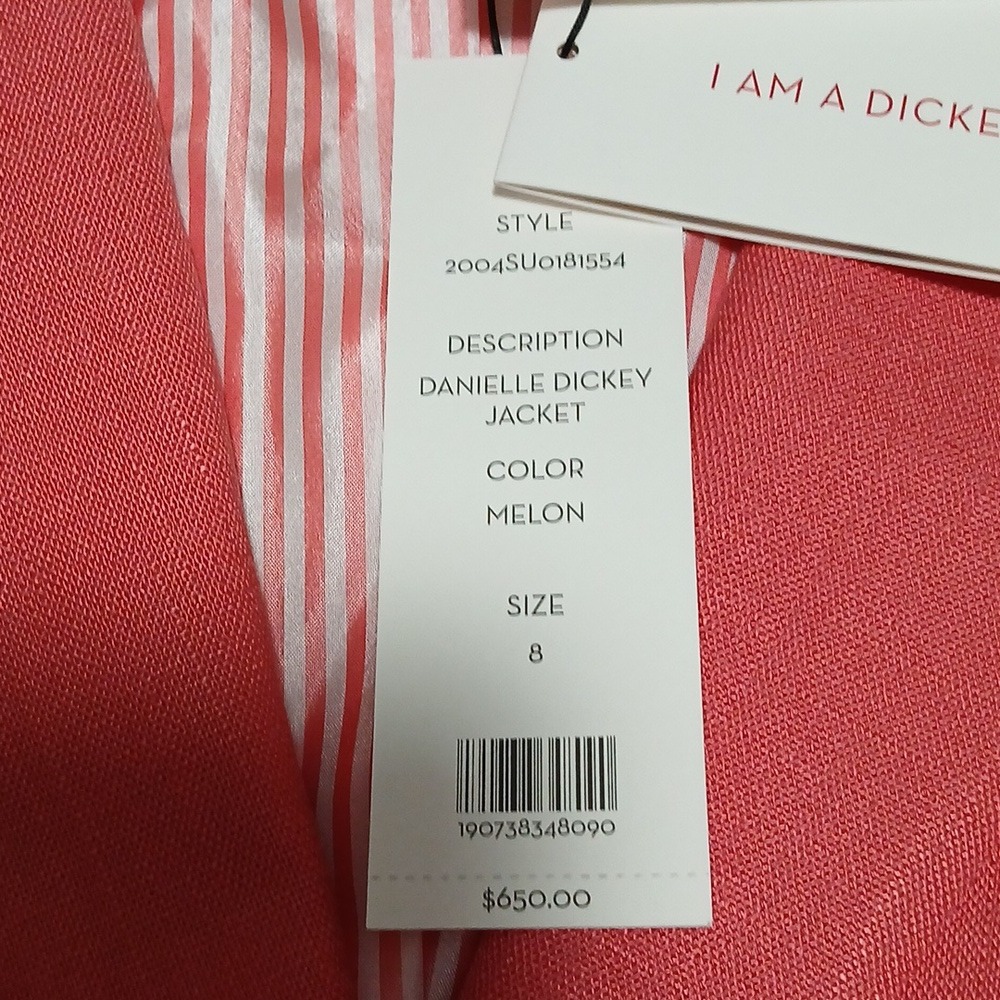 I AM A DICKE
STYLE
2004SU0181554
DESCRIPTION
DANIELLE DICKEY
JACKET
COLOR
MELON
SIZE
8
190738348090
$650.00